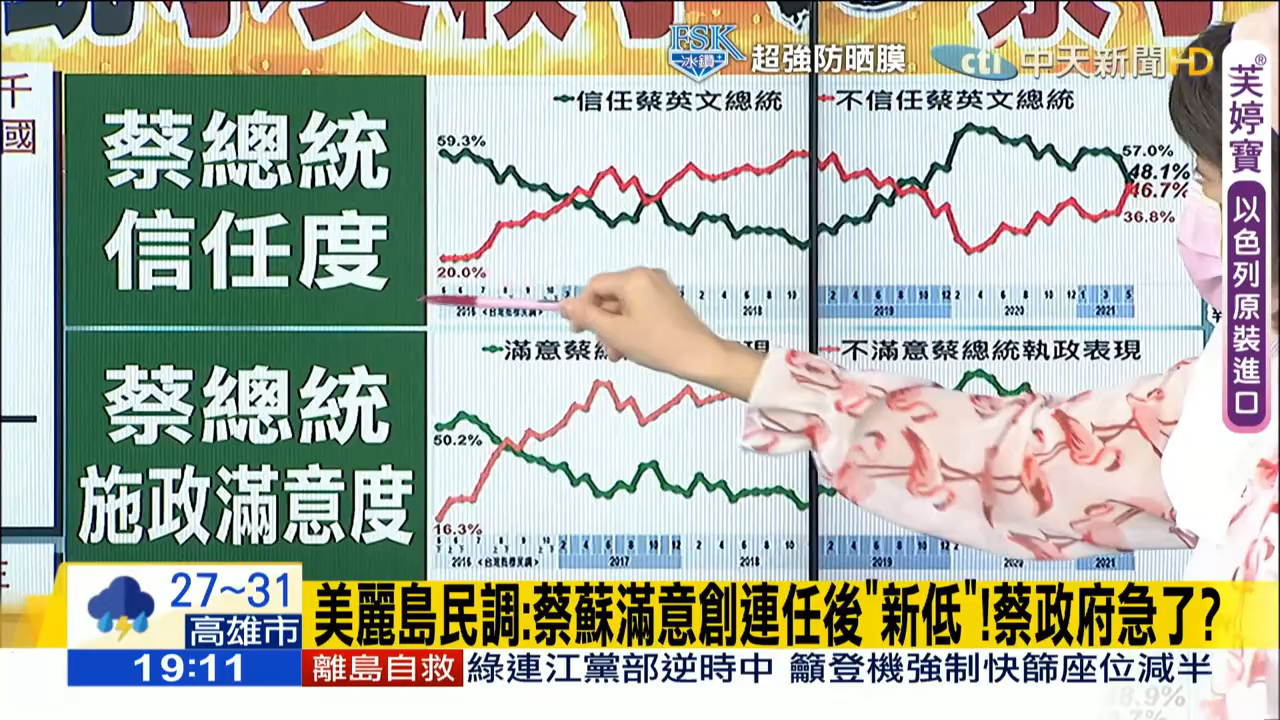 FSK
冰鑽
超強防晒膜
cti 中天新聞HD
芙婷寶®
以色列原裝進口
千
國
蔡總統
信任度
信任蔡英文總統
不信任蔡英文總統
59.3%
57.0%
48.1%
46.7%
36.8%
20.0%
2018
2019
2020
2021
蔡總統
施政滿意度
不滿意蔡總統執政表現
50.2%
16.3%
2016
2017
27~31
高雄市
19:11
美麗島民調:蔡蘇滿意創連任後"新低"!蔡政府急了?
離島自救
綠連江黨部逆時中 籲登機強制快篩座位減半